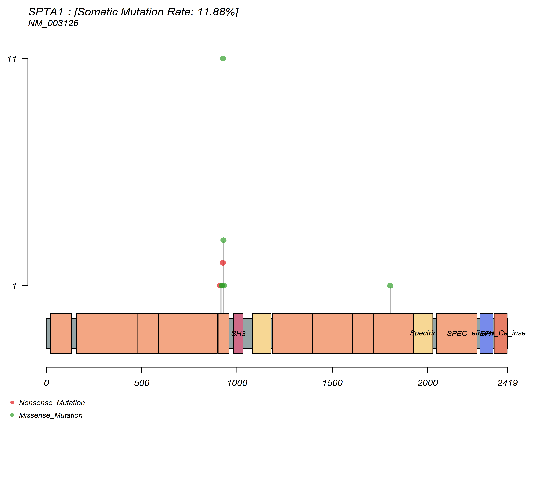 SPTA1 : [Somatic Mutation Rate: 11.88%]
NM_003126
11
1
SH3
SPEC
0
500
1000
1500
2000
2419
Nonsense_Mutation
Missense_Mutation